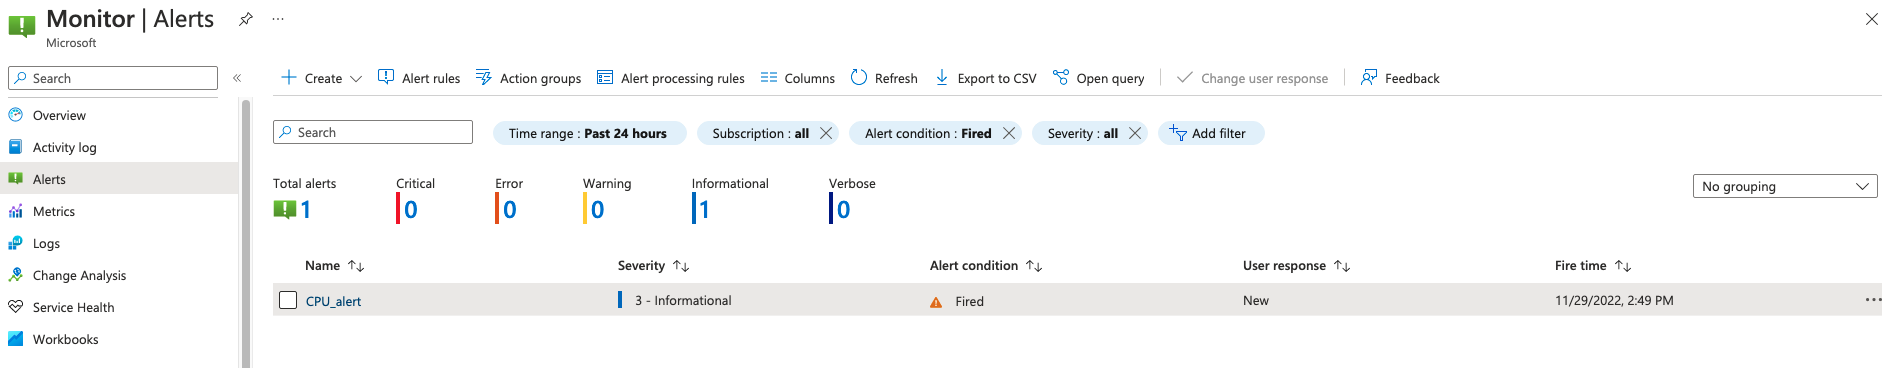 Monitor | Alerts
Microsoft
Search
Overview
Activity log
Alerts
Metrics
Logs
Change Analysis
Service Health
Workbooks
Create Alert rules Action groups Alert processing rules Columns Refresh Export to CSV Open query Change user response Feedback
Search Time range : Past 24 hours Subscription : all Alert condition : Fired Severity : all Add filter
Total alerts Critical Error Warning Informational Verbose
1 0 0 0 1 0
No grouping
Name Severity Alert condition User response Fire time
CPU_alert 3 - Informational Fired New 11/29/2022, 2:49 PM